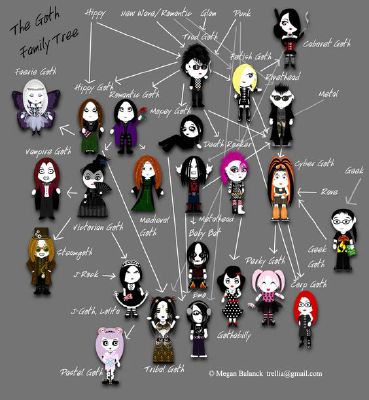 The Goth
Family Tree
Hippy
New Wave/Romantic
Glam
Punk
Trad Goth
Cabaret Goth
Fetish Goth
Rivethead
Faerie Goth
Hippy Goth
Romantic Goth
Mopey Goth
Metal
Death Rocker
Vampire Goth
Cyber Goth
Geek
Rave
Victorian Goth
Medieval
Goth
Metalhead
Baby Bat
Steamgoth
Perky Goth
Geek
Goth
J-Rock
Corp Goth
Emo
J-Goth, Lolita
Gothabilly
Pastel Goth
Tribal Goth
© Megan Balanck trellia@gmail.com